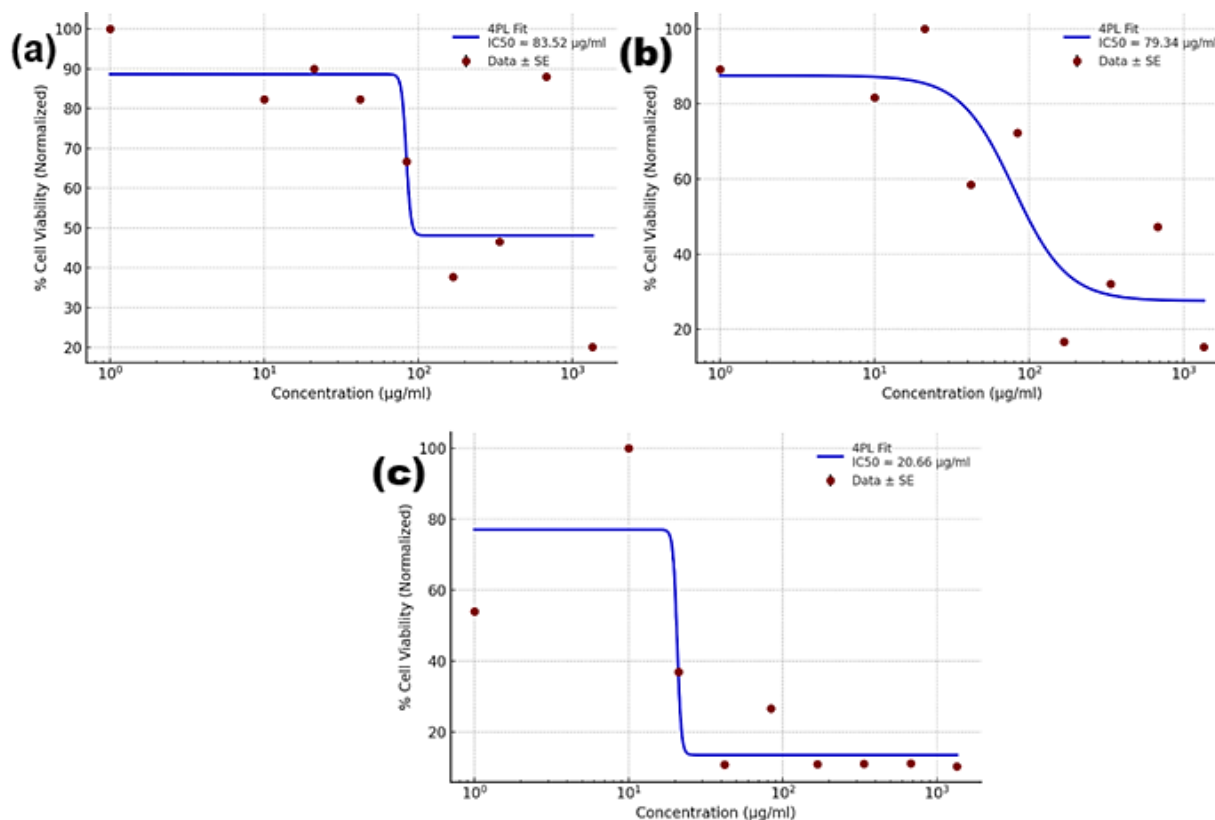 (a)
% Cell Viability (Normalized)
100
90
80
70
60
50
40
30
20
4PL Fit
IC50 = 83.52 µg/ml
Data ± SE
10⁰
10¹
10²
10³
Concentration (µg/ml)
(b)
% Cell Viability (Normalized)
100
80
60
40
20
4PL Fit
IC50 = 79.34 µg/ml
Data ± SE
10⁰
10¹
10²
10³
Concentration (µg/ml)
(c)
% Cell Viability (Normalized)
100
80
60
40
20
4PL Fit
IC50 = 20.66 µg/ml
Data ± SE
10⁰
10¹
10²
10³
Concentration (µg/ml)